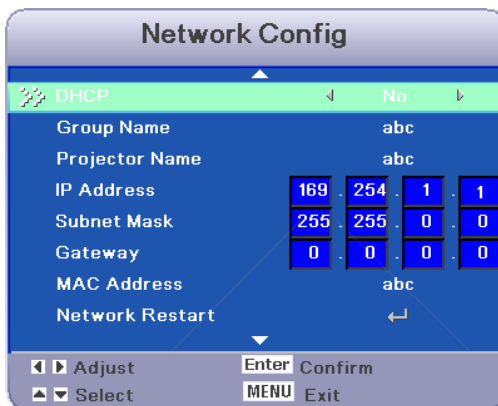 Network Config
DHCP No
Group Name abc
Projector Name abc
IP Address 169 . 254 . 1 . 1
Subnet Mask 255 . 255 . 0 . 0
Gateway 0 . 0 . 0 . 0
MAC Address abc
Network Restart
Adjust Enter Confirm
Select MENU Exit